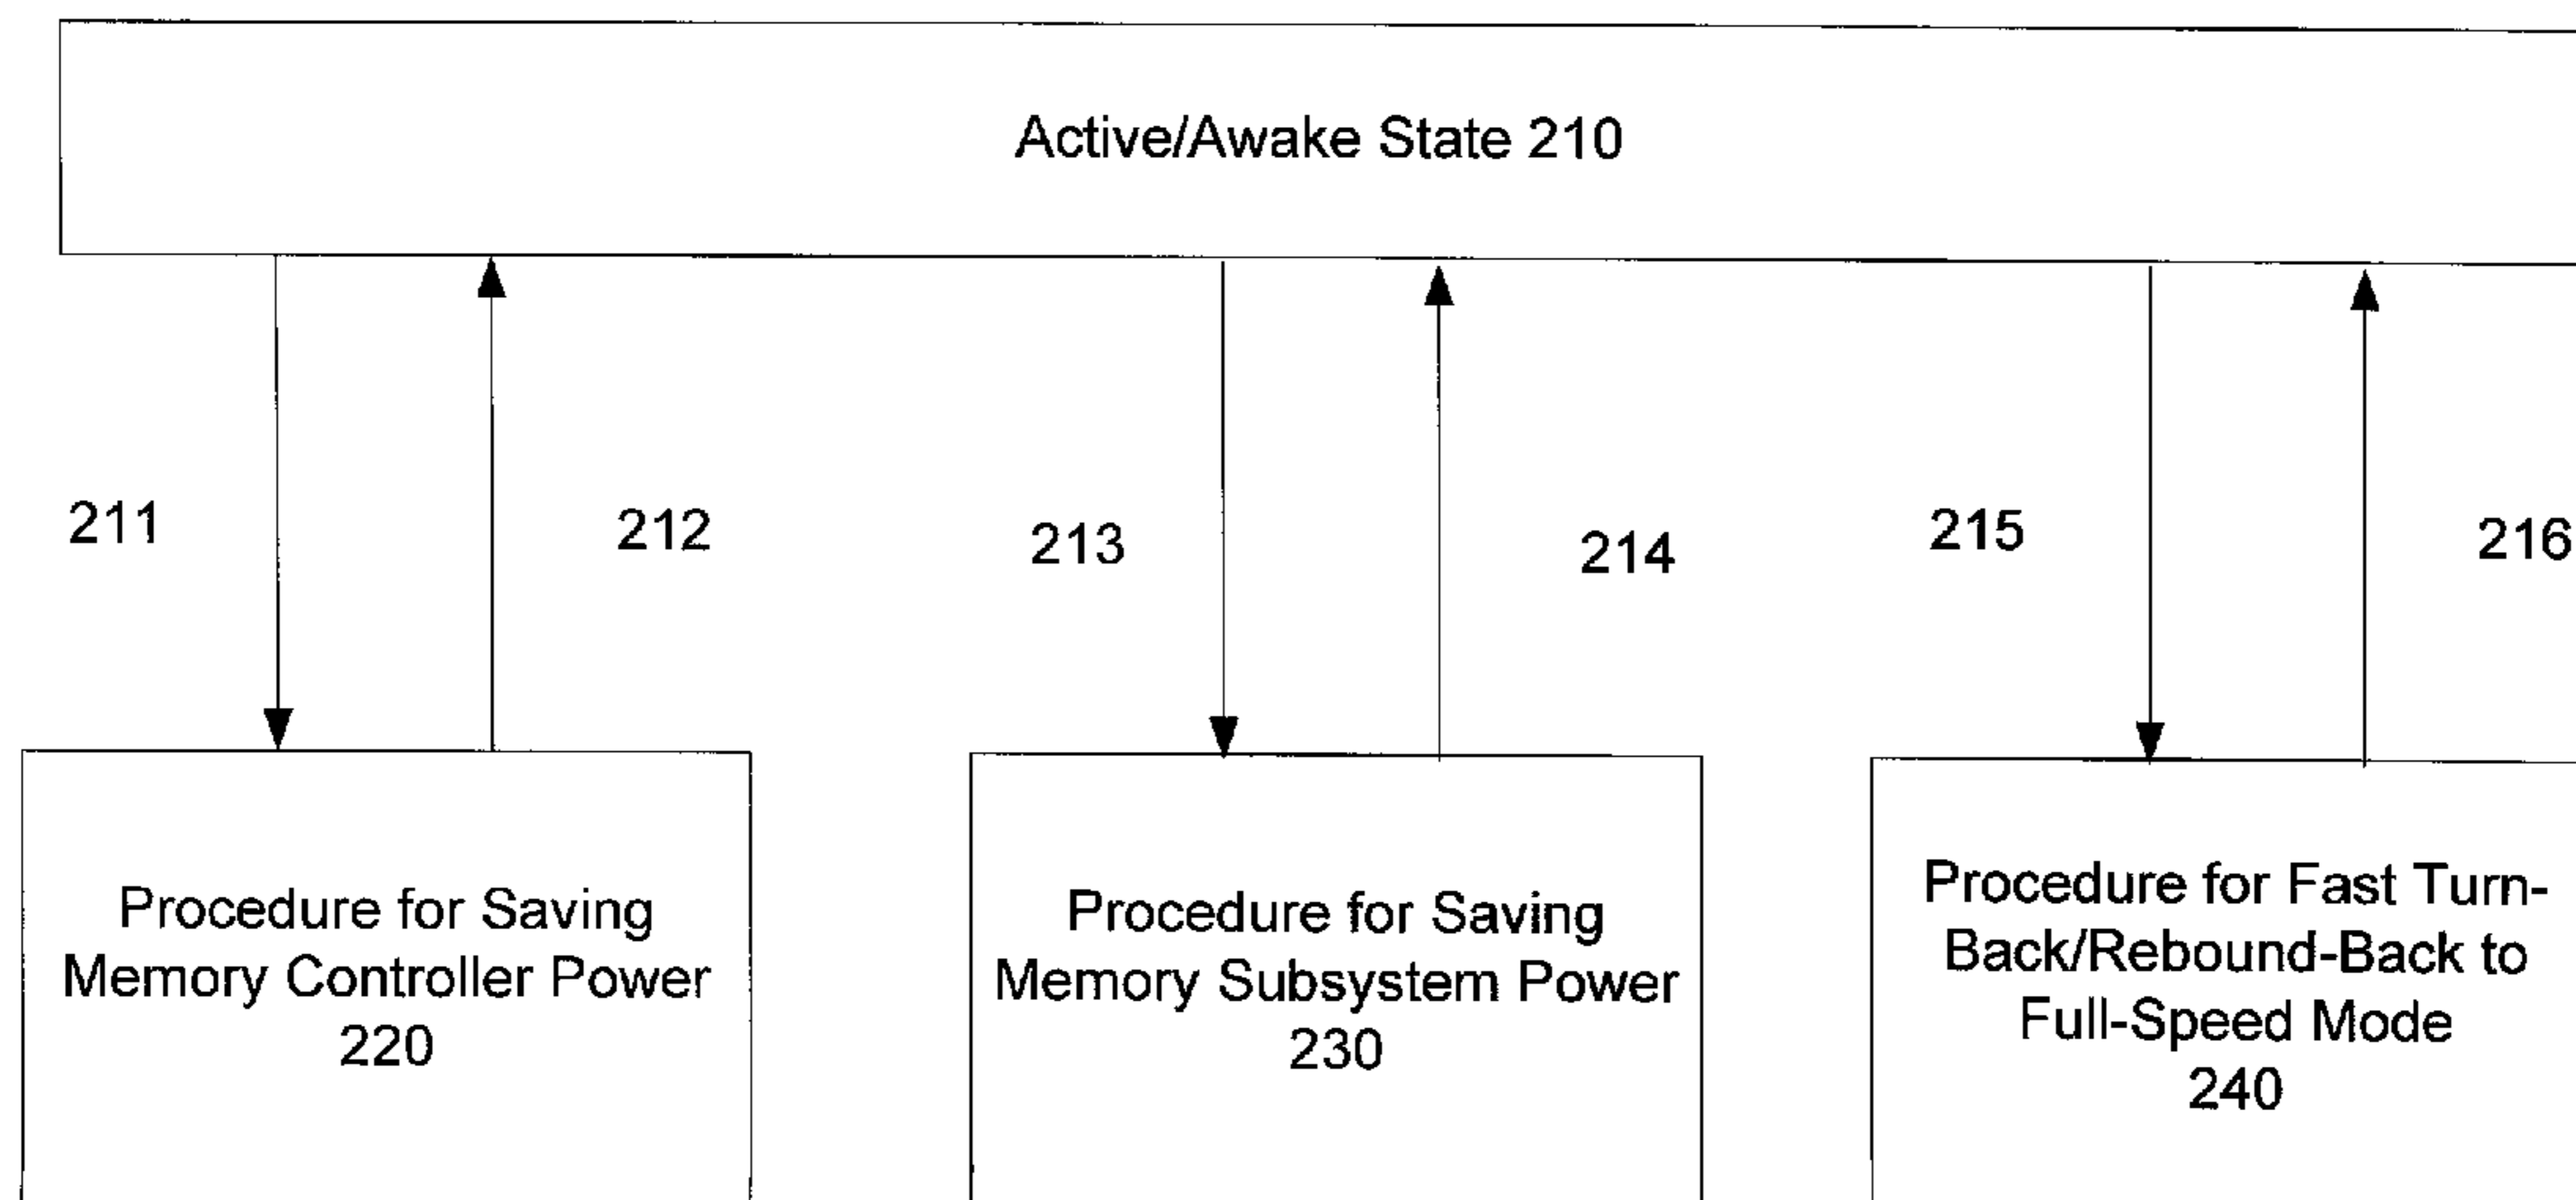 Active/Awake State 210
211
212
213
214
215
216
Procedure for Saving
Memory Controller Power
220
Procedure for Saving
Memory Subsystem Power
230
Procedure for Fast Turn-
Back/Rebound-Back to
Full-Speed Mode
240